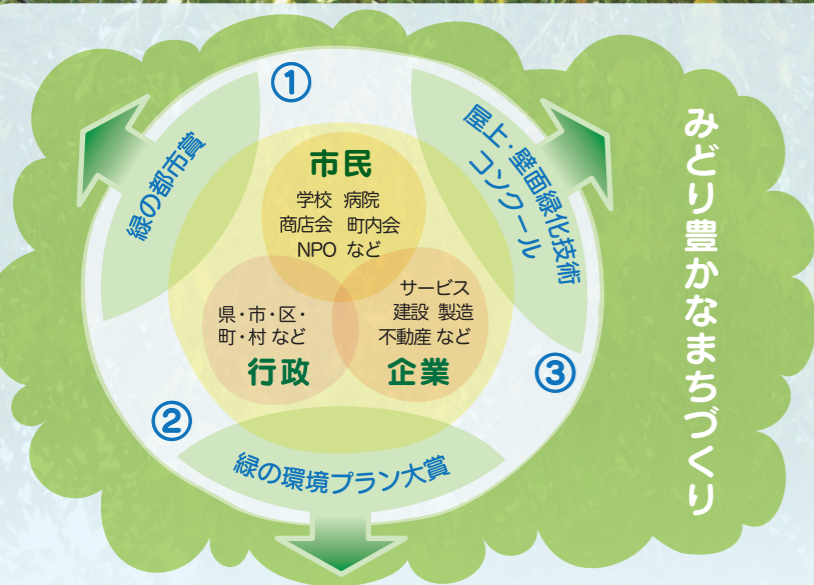 ①
緑の都市賞
屋上・壁面緑化技術
コンクール
市民
学校 病院
商店会 町内会
NPO など
県・市・区・
町・村 など
行政
サービス
建設 製造
不動産 など
企業
②
③
緑の環境プラン大賞
みどり豊かなまちづくり